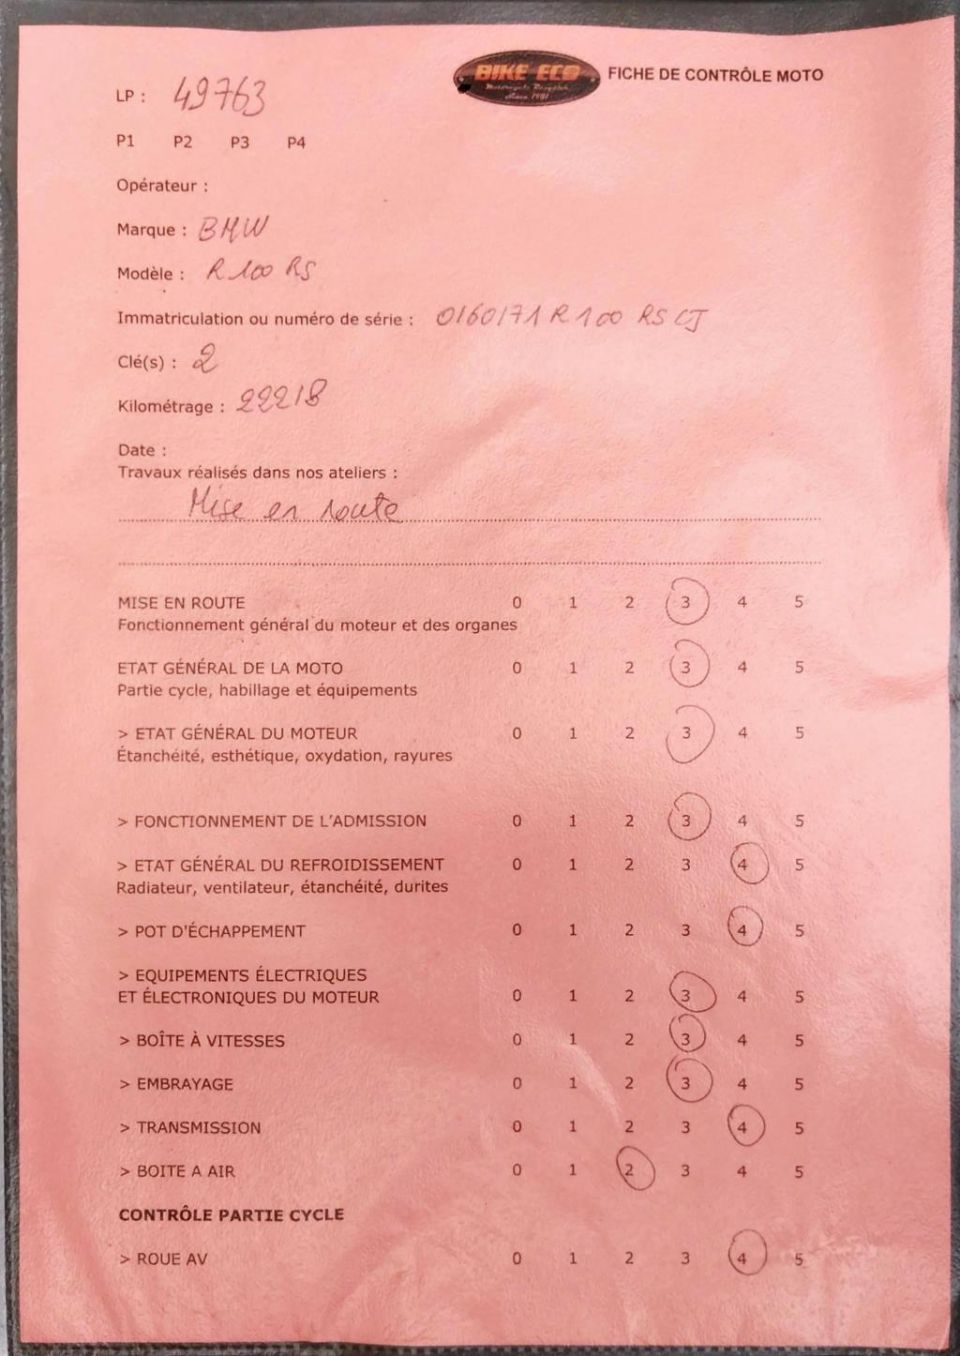 BIKE ECO
Motorcycle Recyclich
Since 1981
FICHE DE CONTRÔLE MOTO
LP : 49763
P1 P2 P3 P4
Opérateur :
Marque : BMW
Modèle : R 100 RS
Immatriculation ou numéro de série : 0160171 R 100 RS CJ
Clé(s) : 2
Kilométrage : 22218
Date :
Travaux réalisés dans nos ateliers :
Mise en route
MISE EN ROUTE 0 1 2 3 4 5
Fonctionnement général du moteur et des organes
ETAT GÉNÉRAL DE LA MOTO 0 1 2 3 4 5
Partie cycle, habillage et équipements
> ETAT GÉNÉRAL DU MOTEUR 0 1 2 3 4 5
Étanchéité, esthétique, oxydation, rayures
> FONCTIONNEMENT DE L'ADMISSION 0 1 2 3 4 5
> ETAT GÉNÉRAL DU REFROIDISSEMENT 0 1 2 3 4 5
Radiateur, ventilateur, étanchéité, durites
> POT D'ÉCHAPPEMENT 0 1 2 3 4 5
> EQUIPEMENTS ÉLECTRIQUES
ET ÉLECTRONIQUES DU MOTEUR 0 1 2 3 4 5
> BOÎTE À VITESSES 0 1 2 3 4 5
> EMBRAYAGE 0 1 2 3 4 5
> TRANSMISSION 0 1 2 3 4 5
> BOITE A AIR 0 1 2 3 4 5
CONTRÔLE PARTIE CYCLE
> ROUE AV 0 1 2 3 4 5